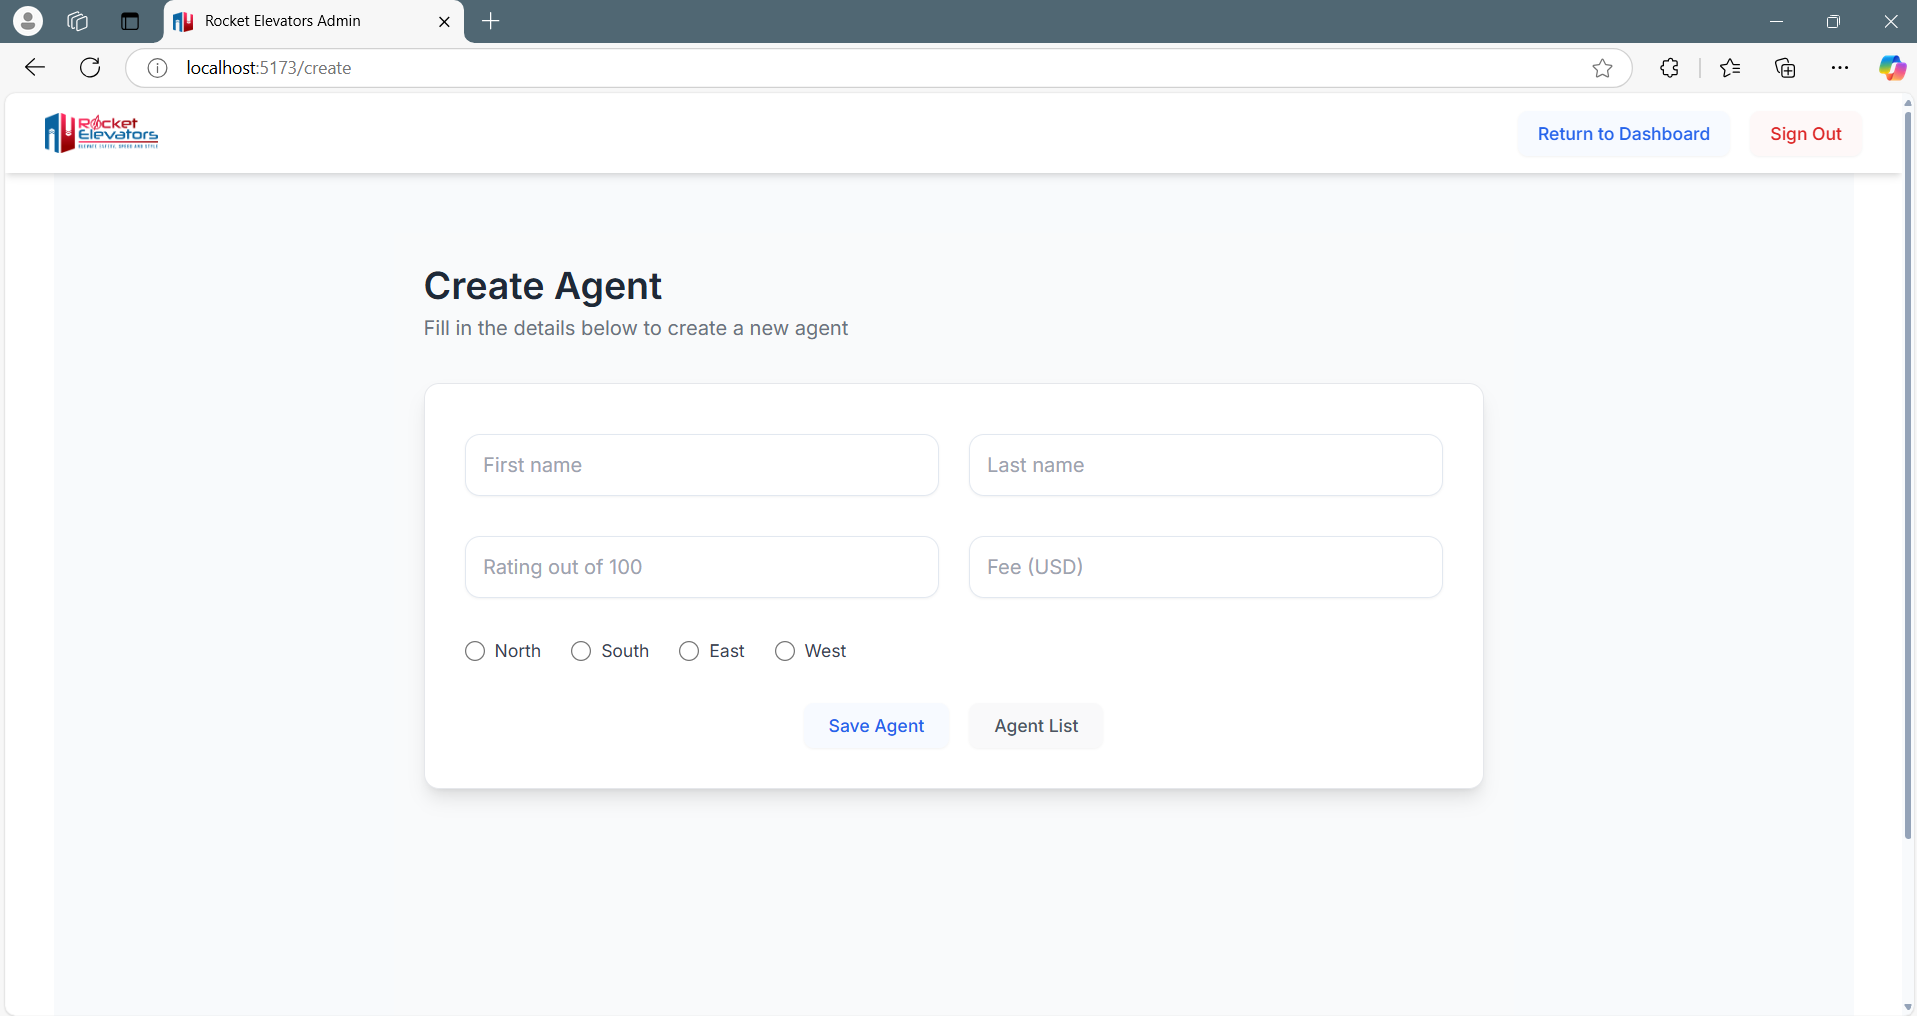 Rocket Elevators Admin
localhost:5173/create
Rocket
Elevators
Return to Dashboard
Sign Out
Create Agent
Fill in the details below to create a new agent
First name
Last name
Rating out of 100
Fee (USD)
North
South
East
West
Save Agent
Agent List